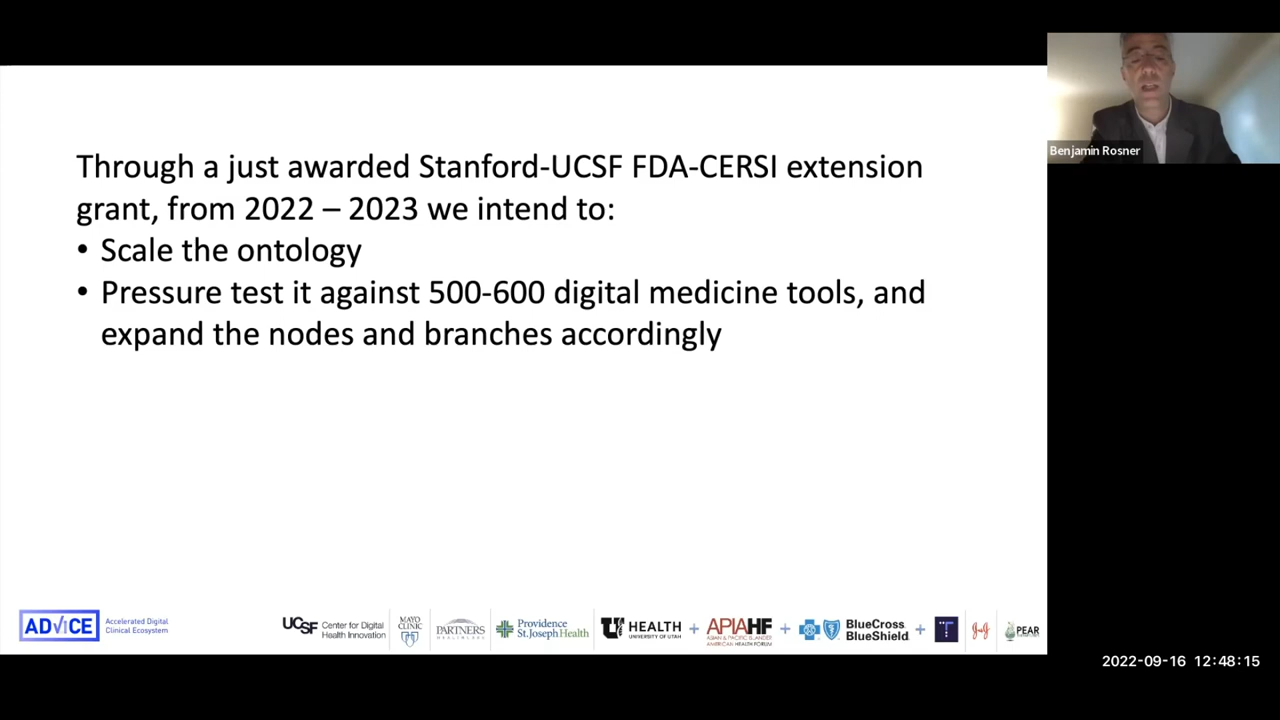 Through a just awarded Stanford-UCSF FDA-CERSI extension
grant, from 2022 – 2023 we intend to:
• Scale the ontology
• Pressure test it against 500-600 digital medicine tools, and
expand the nodes and branches accordingly
Benjamin Rosner
ADVICE
Accelerated Digital
Clinical Ecosystem
UCSF
Center for Digital
Health Innovation
MAYO
CLINIC
PARTNERS
HEALTHCARE
Providence
St.Joseph Health
HEALTH
UNIVERSITY OF UTAH
+
APIAHF
ASIAN & PACIFIC ISLANDER
AMERICAN HEALTH FORUM
+
BlueCross
BlueShield
+
T
J&J
PEAR
2022-09-16 12:48:15